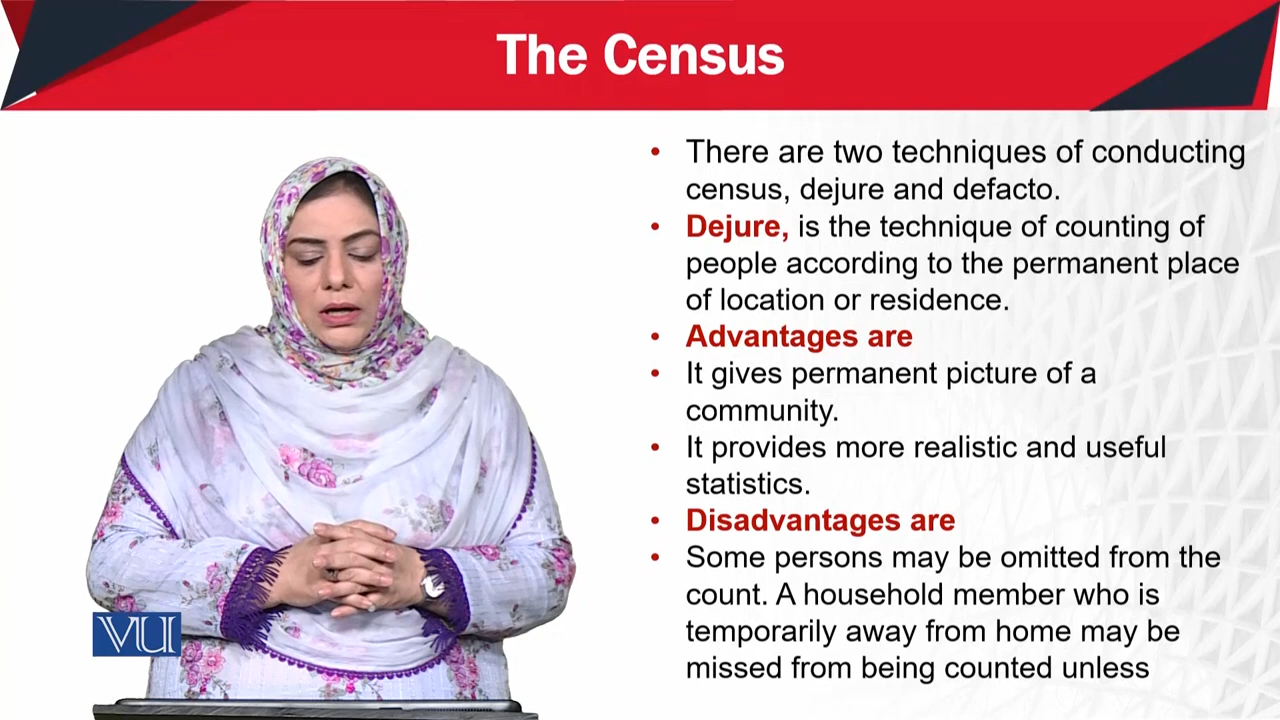 The Census
• There are two techniques of conducting
census, dejure and defacto.
• Dejure, is the technique of counting of
people according to the permanent place
of location or residence.
• Advantages are
• It gives permanent picture of a
community.
• It provides more realistic and useful
statistics.
• Disadvantages are
• Some persons may be omitted from the
count. A household member who is
temporarily away from home may be
missed from being counted unless
VU